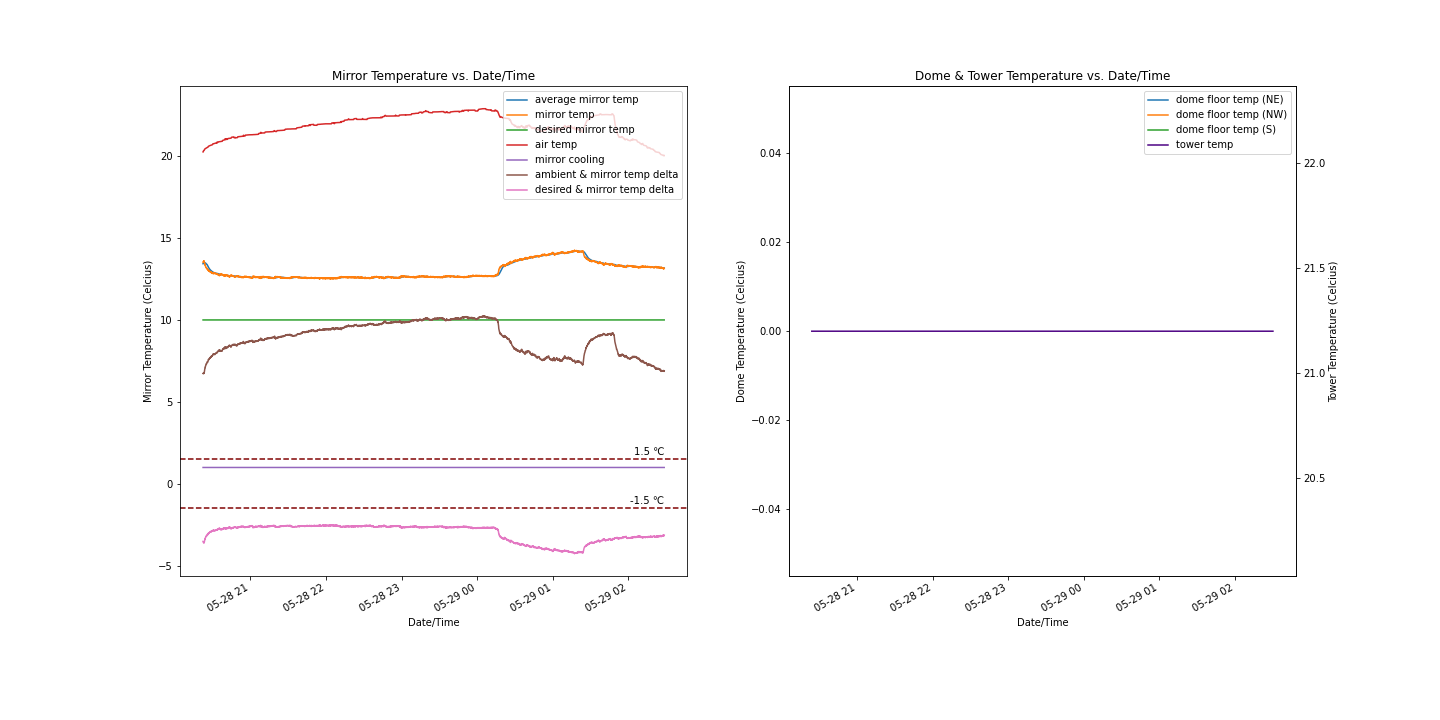 Mirror Temperature vs. Date/Time
Mirror Temperature (Celcius)
20
15
10
5
0
−5
average mirror temp
mirror temp
desired mirror temp
air temp
mirror cooling
ambient & mirror temp delta
desired & mirror temp delta
1.5 °C
-1.5 °C
05-28 21
05-28 22
05-28 23
05-29 00
05-29 01
05-29 02
Date/Time
Dome & Tower Temperature vs. Date/Time
Dome Temperature (Celcius)
0.04
0.02
0.00
−0.02
−0.04
dome floor temp (NE)
dome floor temp (NW)
dome floor temp (S)
tower temp
22.0
21.5
21.0
20.5
Tower Temperature (Celcius)
05-28 21
05-28 22
05-28 23
05-29 00
05-29 01
05-29 02
Date/Time